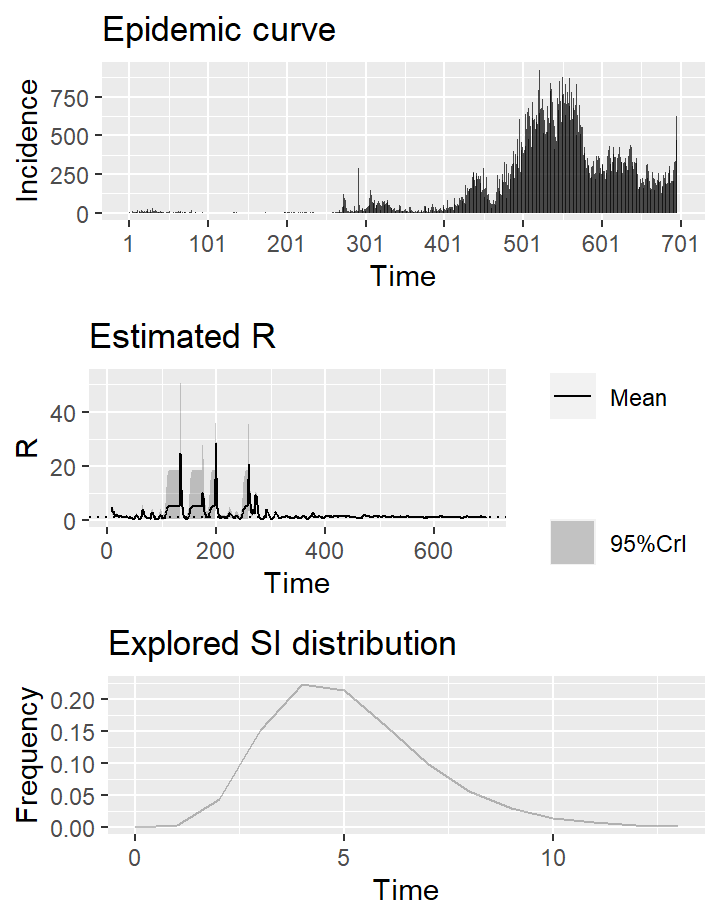 Epidemic curve
Incidence
750
500
250
0
1 101 201 301 401 501 601 701
Time
Estimated R
R
40
20
0
0 200 400 600
Time
Mean
95%CrI
Explored SI distribution
Frequency
0.20
0.15
0.10
0.05
0.00
0 5 10
Time